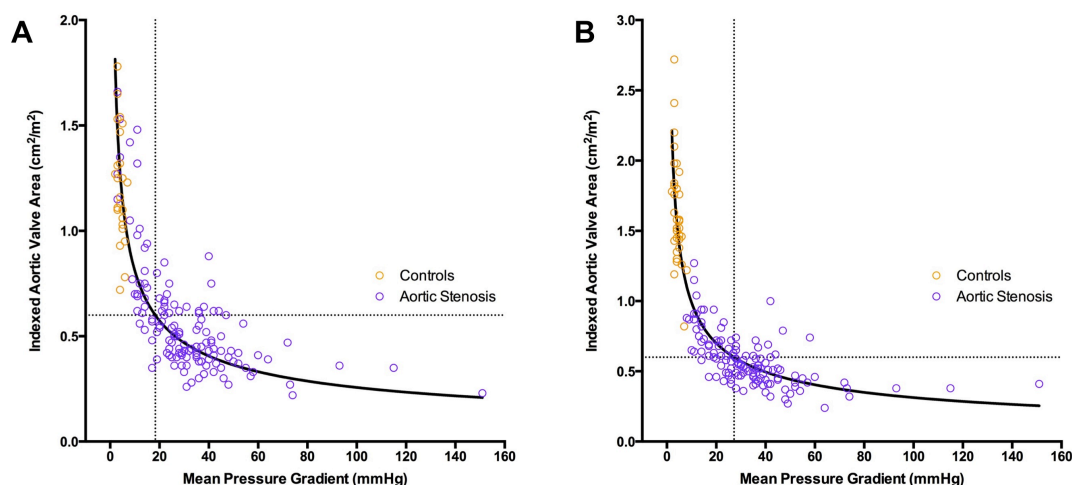 A
B
2.0
1.5
1.0
0.5
0.0
Indexed Aortic Valve Area (cm²/m²)
0 20 40 60 80 100 120 140 160
Mean Pressure Gradient (mmHg)
Controls
Aortic Stenosis
3.0
2.5
2.0
1.5
1.0
0.5
0.0
Indexed Aortic Valve Area (cm²/m²)
0 20 40 60 80 100 120 140 160
Mean Pressure Gradient (mmHg)
Controls
Aortic Stenosis